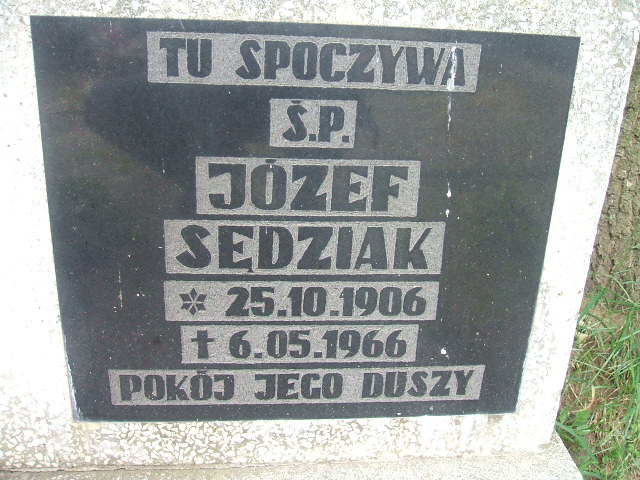 TU SPOCZYWA
Ś.P.
JÓZEF
SĘDZIAK
* 25.10.1906
† 6.05.1966
POKÓJ JEGO DUSZY